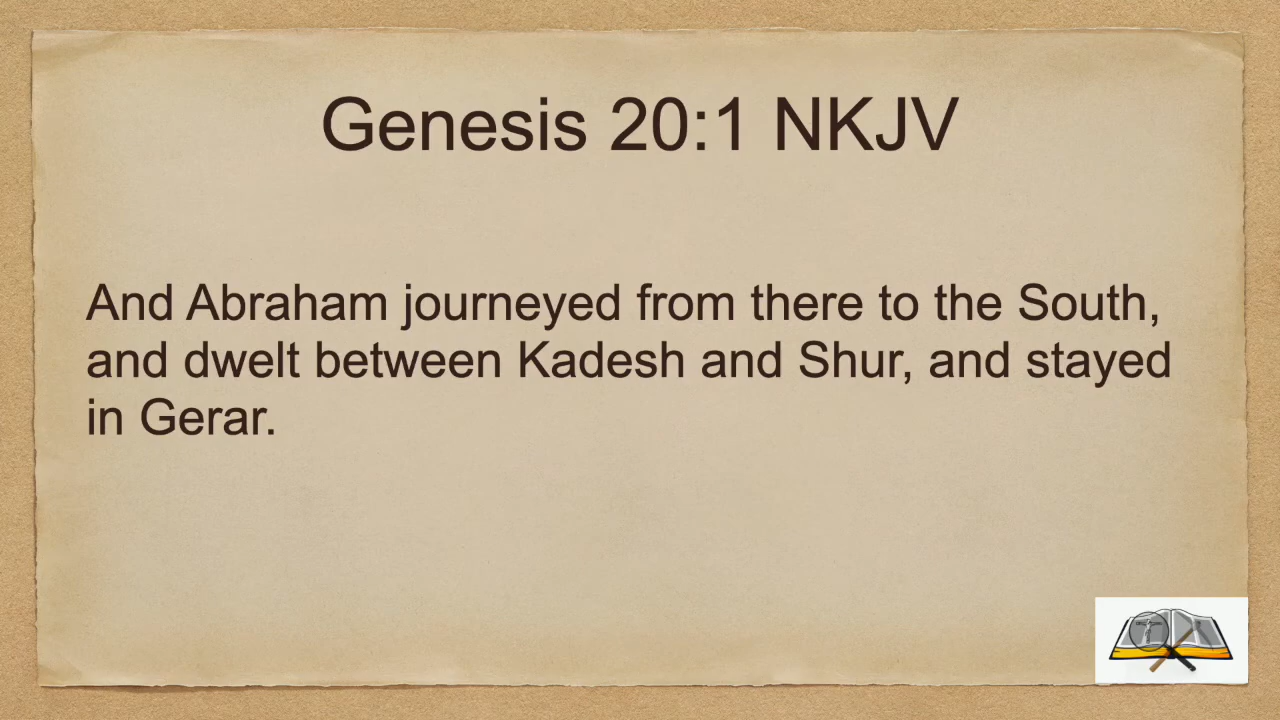 Genesis 20:1 NKJV
And Abraham journeyed from there to the South,
and dwelt between Kadesh and Shur, and stayed
in Gerar.